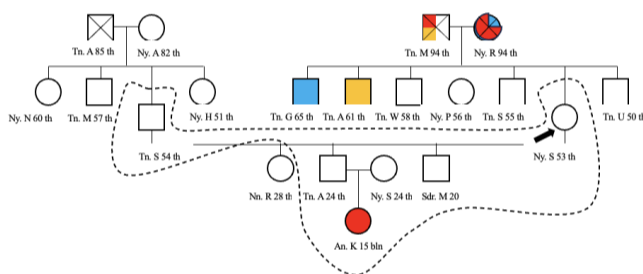 Tn. A 85 th
Ny. A 82 th
Tn. M 94 th
Ny. R 94 th
Ny. N 60 th
Tn. M 57 th
Ny. H 51 th
Tn. G 65 th
Tn. A 61 th
Tn. W 58 th
Ny. P 56 th
Tn. S 55 th
Tn. U 50 th
Tn. S 54 th
Ny. S 53 th
Nn. R 28 th
Tn. A 24 th
Ny. S 24 th
Sdr. M 20
An. K 15 bln